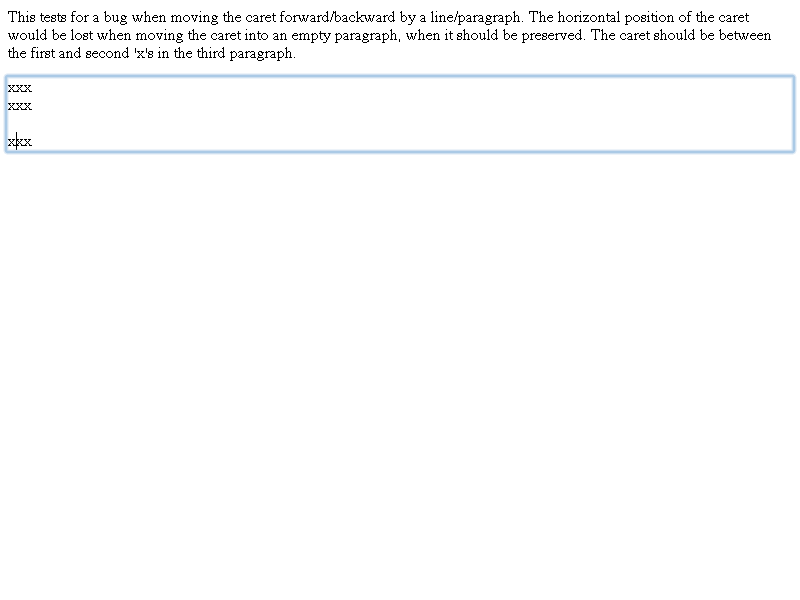 This tests for a bug when moving the caret forward/backward by a line/paragraph. The horizontal position of the caret
would be lost when moving the caret into an empty paragraph, when it should be preserved. The caret should be between
the first and second 'x's in the third paragraph.
xxx
xxx
xxx